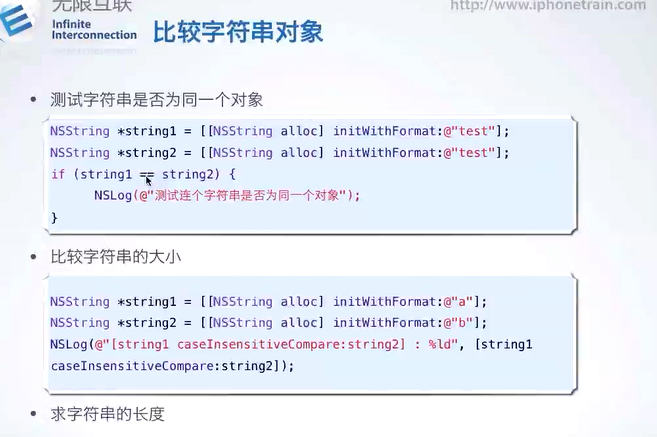 无限互联
http://www.iphonetrain.com
Infinite
Interconnection
比较字符串对象
• 测试字符串是否为同一个对象
NSString *string1 = [[NSString alloc] initWithFormat:@"test"];
NSString *string2 = [[NSString alloc] initWithFormat:@"test"];
if (string1 == string2) {
NSLog(@"测试连个字符串是否为同一个对象");
}
• 比较字符串的大小
NSString *string1 = [[NSString alloc] initWithFormat:@"a"];
NSString *string2 = [[NSString alloc] initWithFormat:@"b"];
NSLog(@"[string1 caseInsensitiveCompare:string2] : %ld", [string1
caseInsensitiveCompare:string2]);
• 求字符串的长度